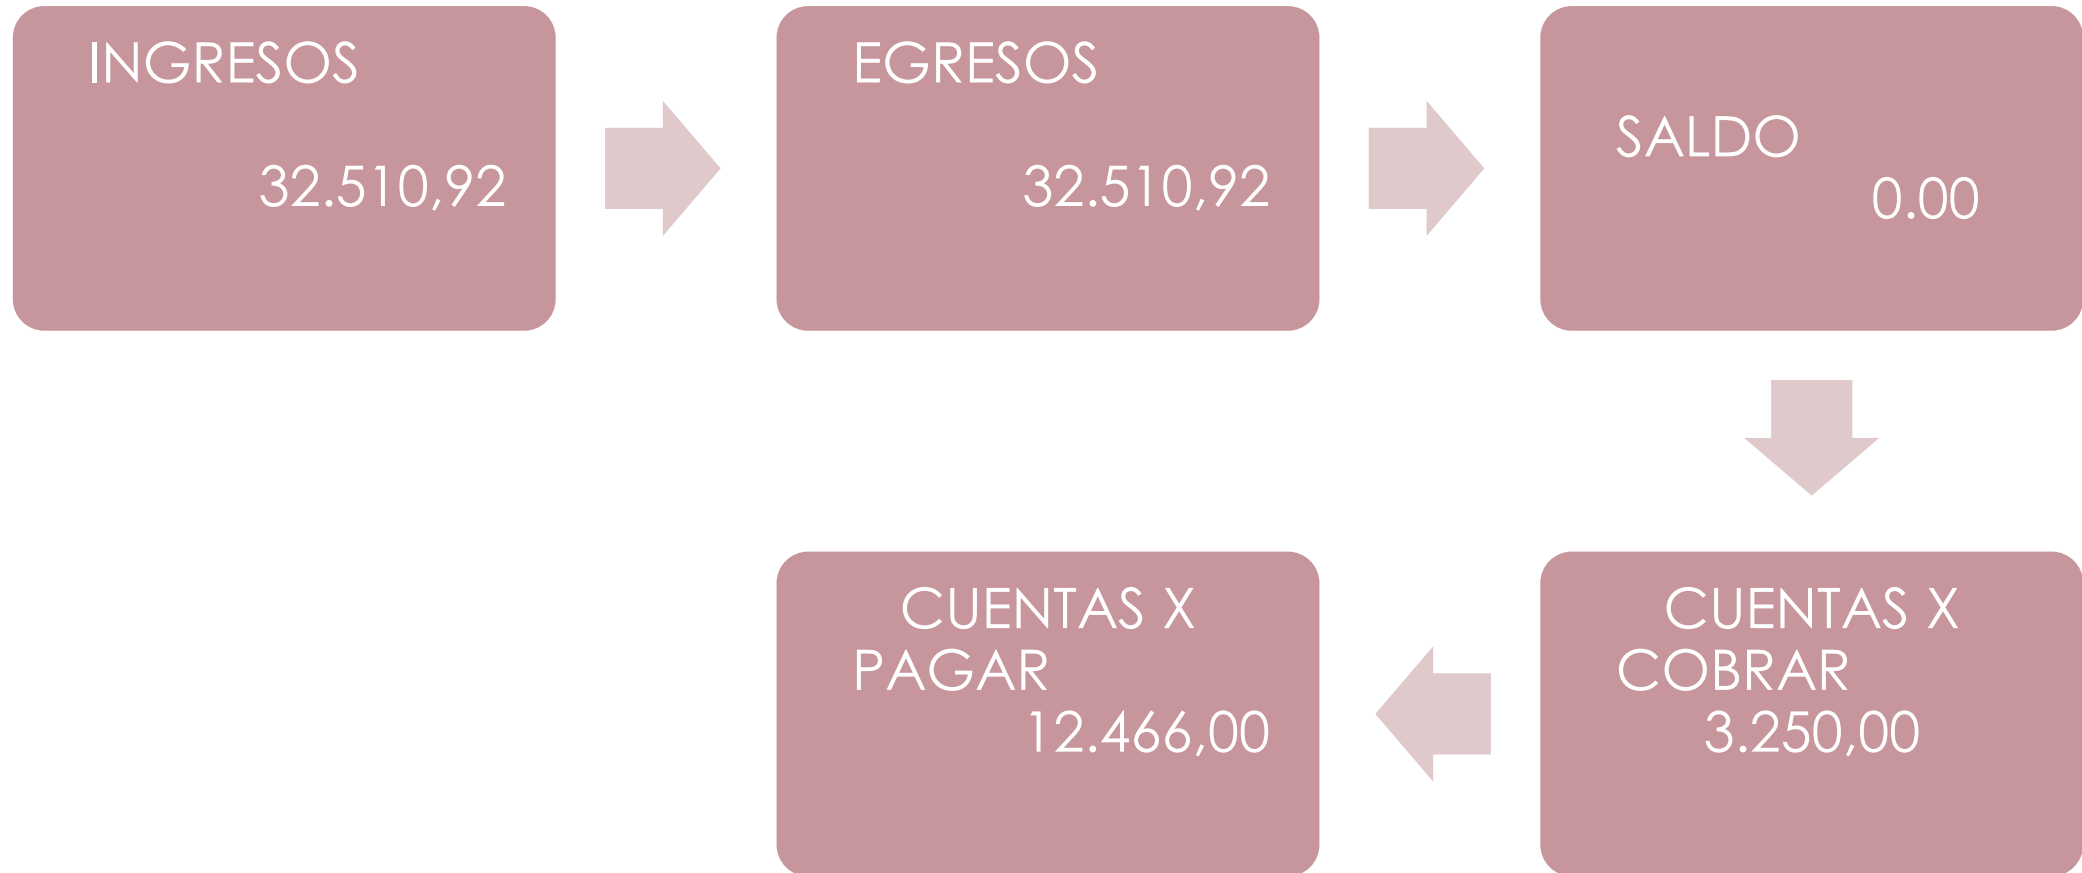 INGRESOS
32.510,92
EGRESOS
32.510,92
SALDO
0.00
CUENTAS X
COBRAR
3.250,00
CUENTAS X
PAGAR
12.466,00